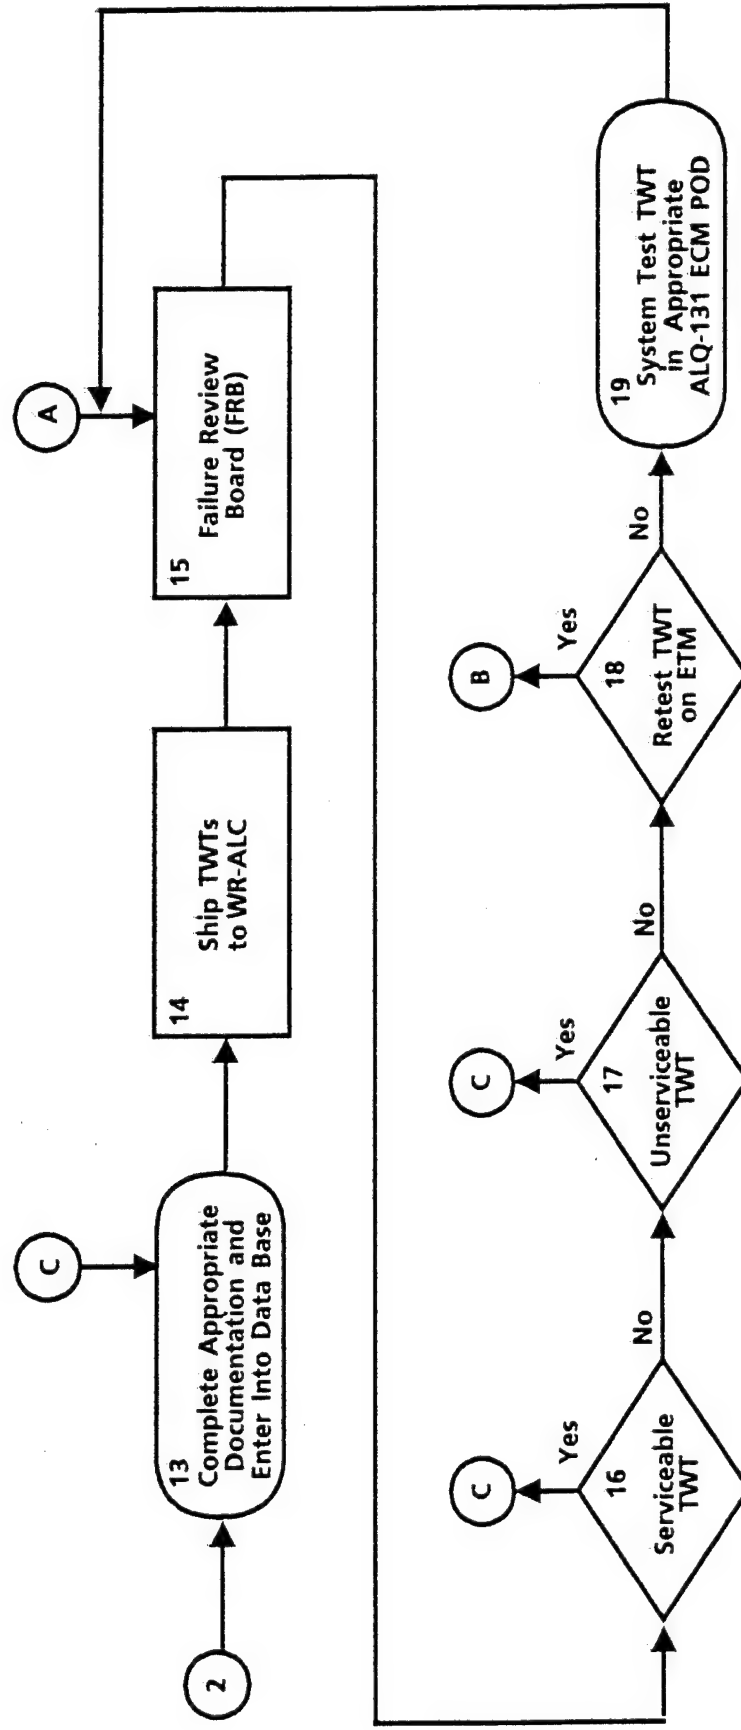 2
C
13
Complete Appropriate
Documentation and
Enter Into Data Base
14
Ship TWTs
to WR-ALC
A
15
Failure Review
Board (FRB)
C
Yes
16
Serviceable
TWT
No
C
Yes
17
Unserviceable
TWT
No
B
Yes
18
Retest TWT
on ETM
No
19
System Test TWT
in Appropriate
ALQ-131 ECM POD